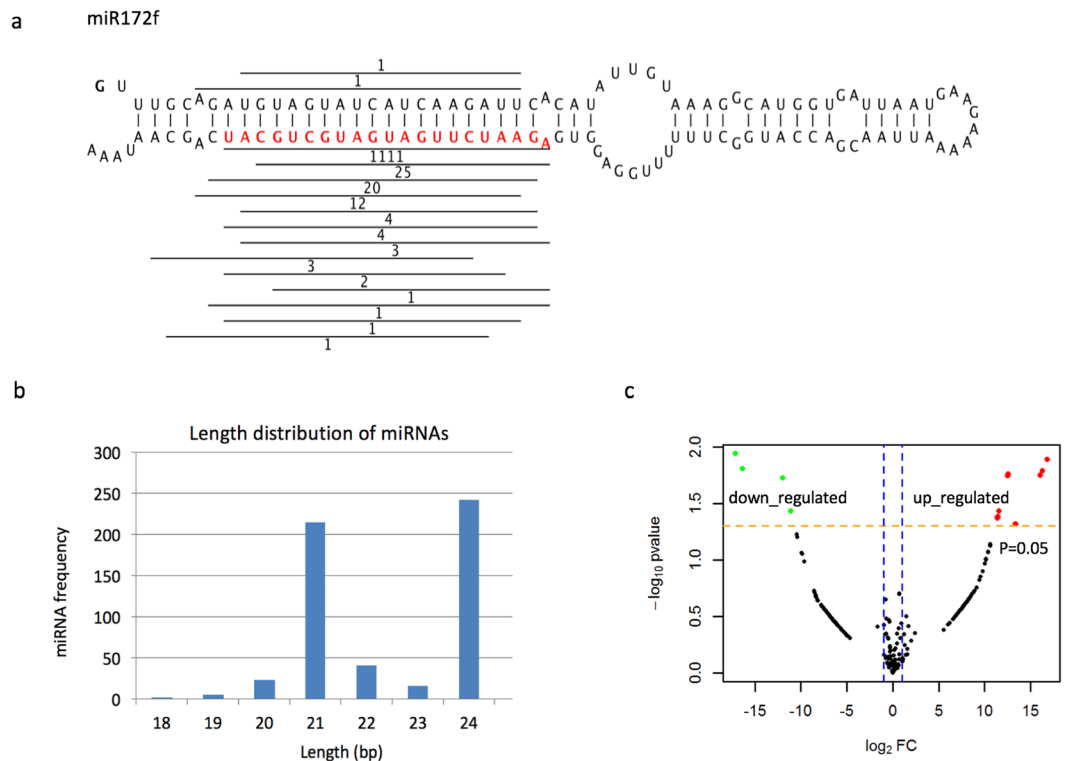 a
miR172f
1
1
G U U U G C A G A U G U A G U A U C A U C A A G A U U C A C A U A U U G U A A A G G C A U G G U G A U U A A U G A A G A A A A
A A A U A A C G A C U A C G U C G U A G U A G U U C U A A G A G U G G A G G U U U U U C G G U A C C A G C A A U U A
1111
25
20
12
4
4
3
3
2
1
1
1
1
b
Length distribution of miRNAs
miRNA frequency
300
250
200
150
100
50
0
18 19 20 21 22 23 24
Length (bp)
c
−log10 pvalue
2.0
1.5
1.0
0.5
0.0
down_regulated up_regulated
P=0.05
-15 -10 -5 0 5 10 15
log2 FC